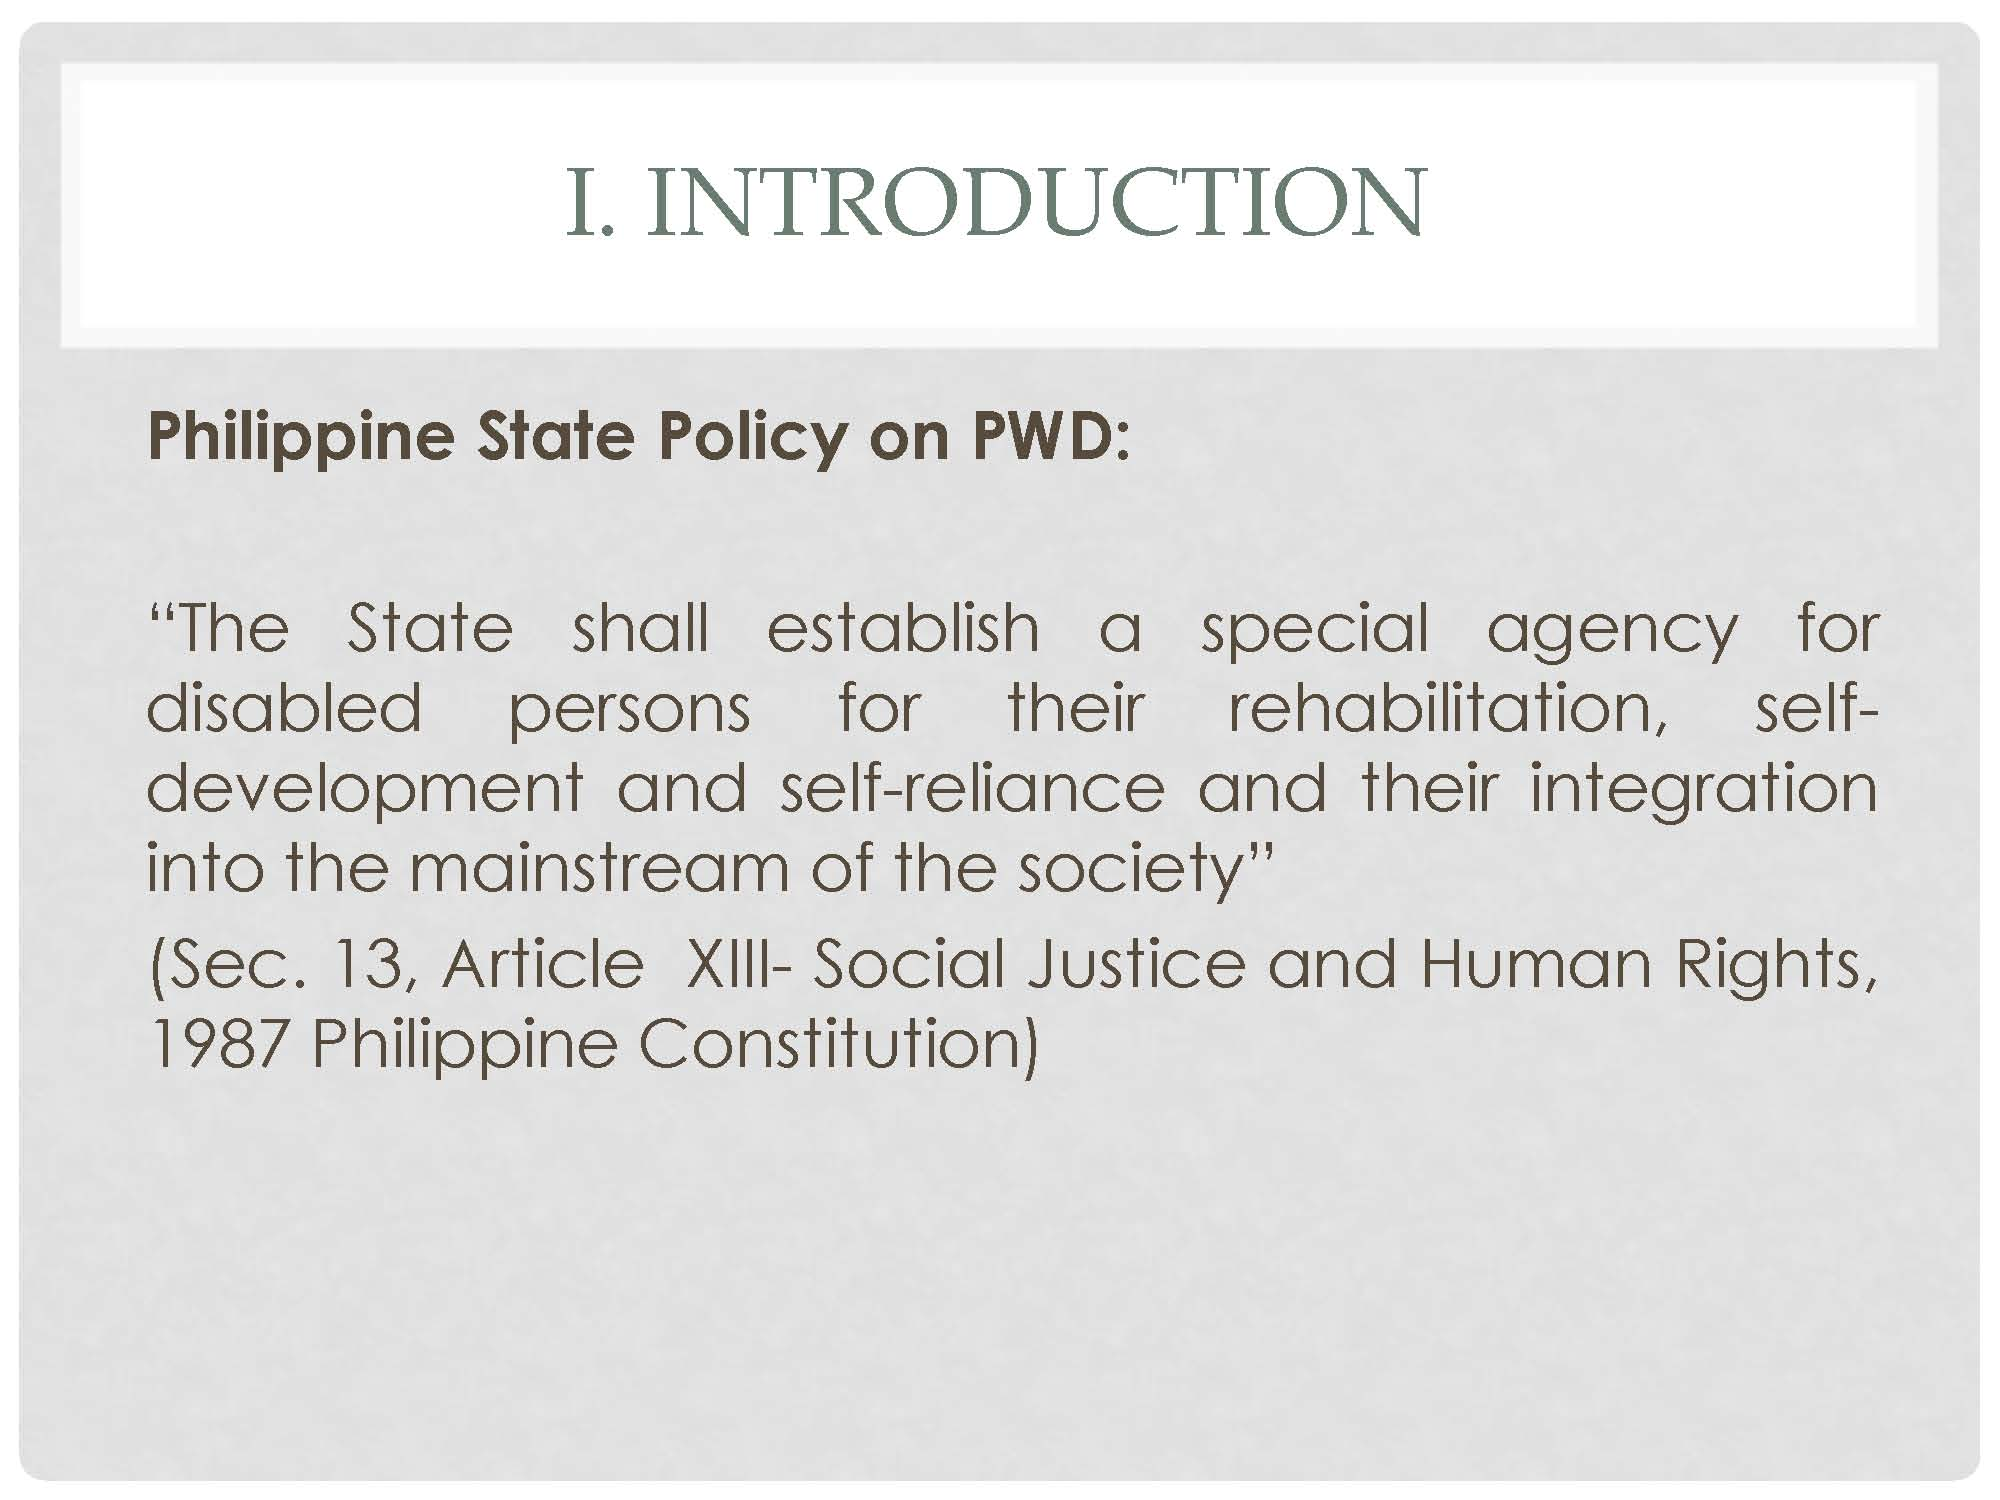 I. INTRODUCTION
Philippine State Policy on PWD:
“The State shall establish a special agency for
disabled persons for their rehabilitation, self-
development and self-reliance and their integration
into the mainstream of the society”
(Sec. 13, Article  XIII- Social Justice and Human Rights,
1987 Philippine Constitution)